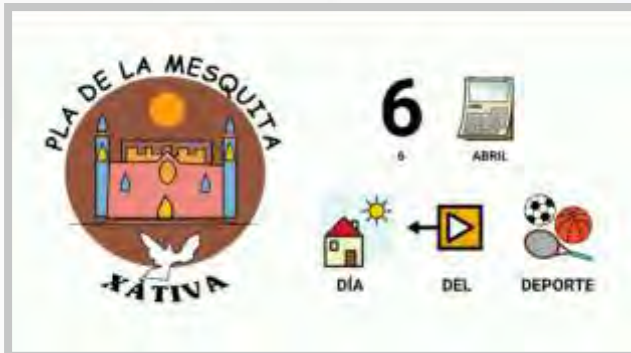 PLA DE LA MESQUITA
XÀTIVA
6
6 ABRIL
DÍA DEL DEPORTE